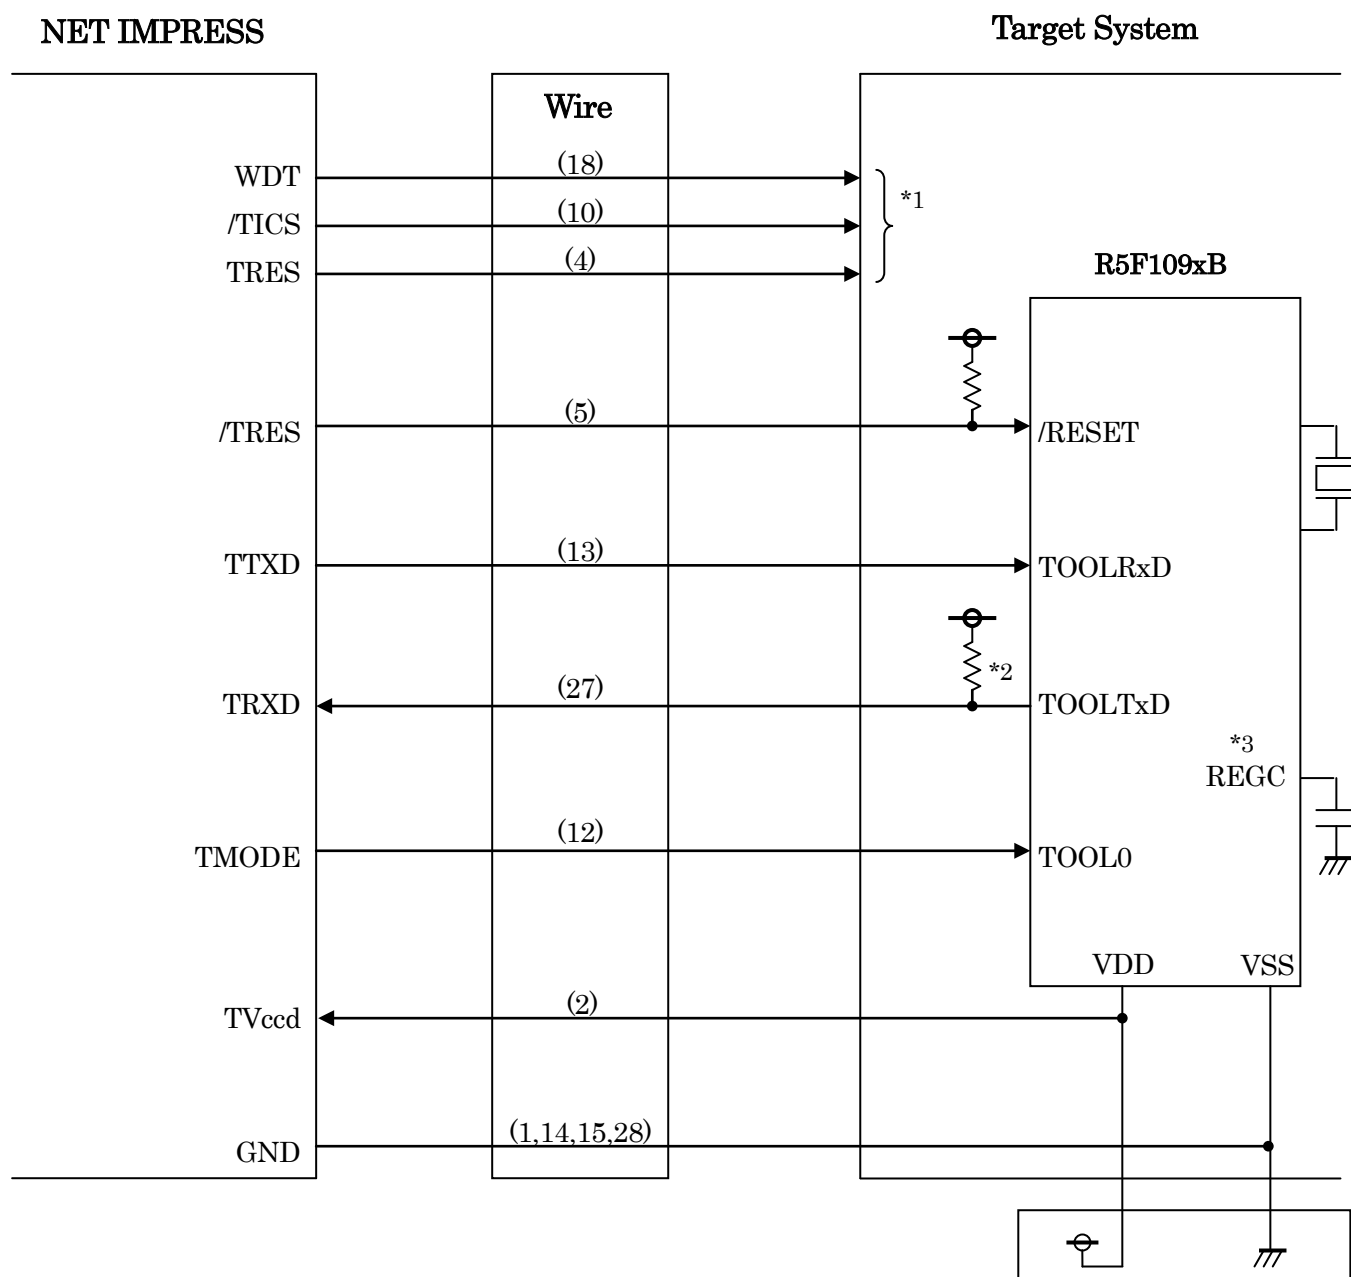 NET IMPRESS
Target System
Wire
WDT
(18)
*1
/TICS
(10)
TRES
(4)
R5F109xB
/TRES
(5)
/RESET
TTXD
(13)
TOOLRxD
*2
TRXD
(27)
TOOLTxD
*3
REGC
TMODE
(12)
TOOL0
VDD
VSS
TVccd
(2)
GND
(1,14,15,28)